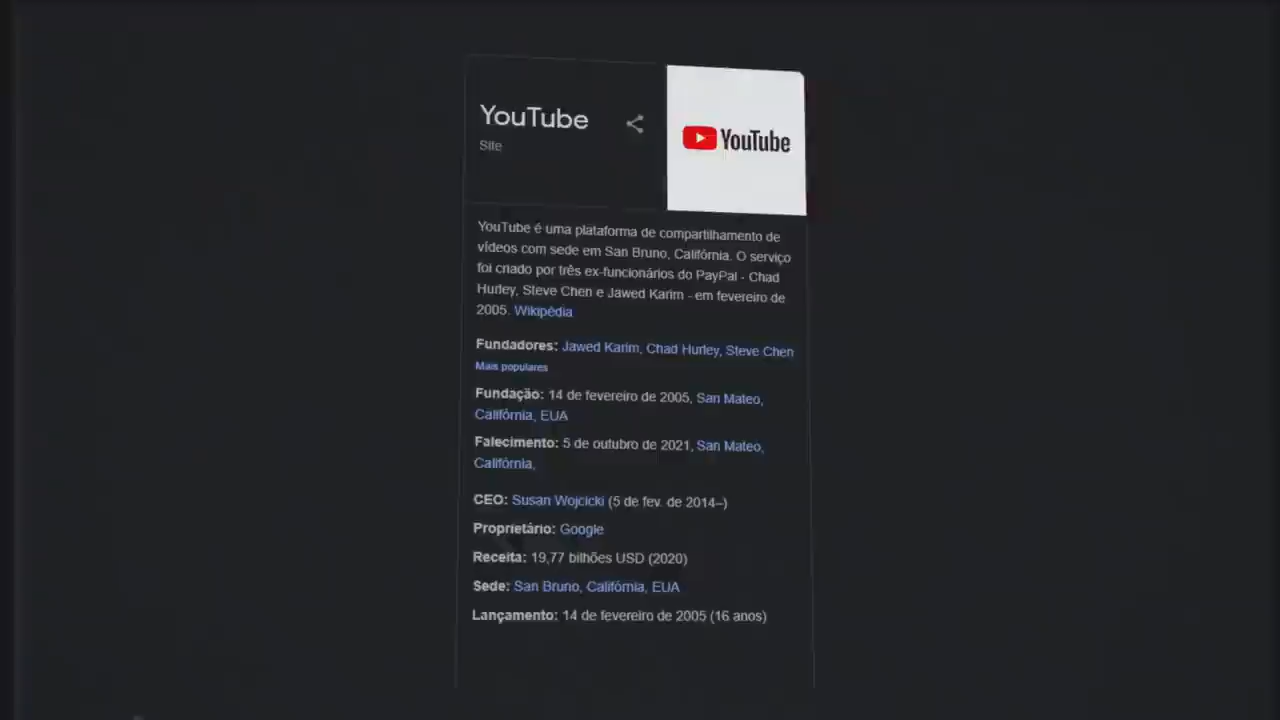 YouTube
Site
YouTube
YouTube é uma plataforma de compartilhamento de
vídeos com sede em San Bruno, Califórnia. O serviço
foi criado por três ex-funcionários do PayPal - Chad
Hurley, Steve Chen e Jawed Karim - em fevereiro de
2005. Wikipédia
Fundadores: Jawed Karim, Chad Hurley, Steve Chen
Mais populares
Fundação: 14 de fevereiro de 2005, San Mateo,
Califórnia, EUA
Falecimento: 5 de outubro de 2021, San Mateo,
Califórnia,
CEO: Susan Wojcicki (5 de fev. de 2014–)
Proprietário: Google
Receita: 19,77 bilhões USD (2020)
Sede: San Bruno, Califórnia, EUA
Lançamento: 14 de fevereiro de 2005 (16 anos)